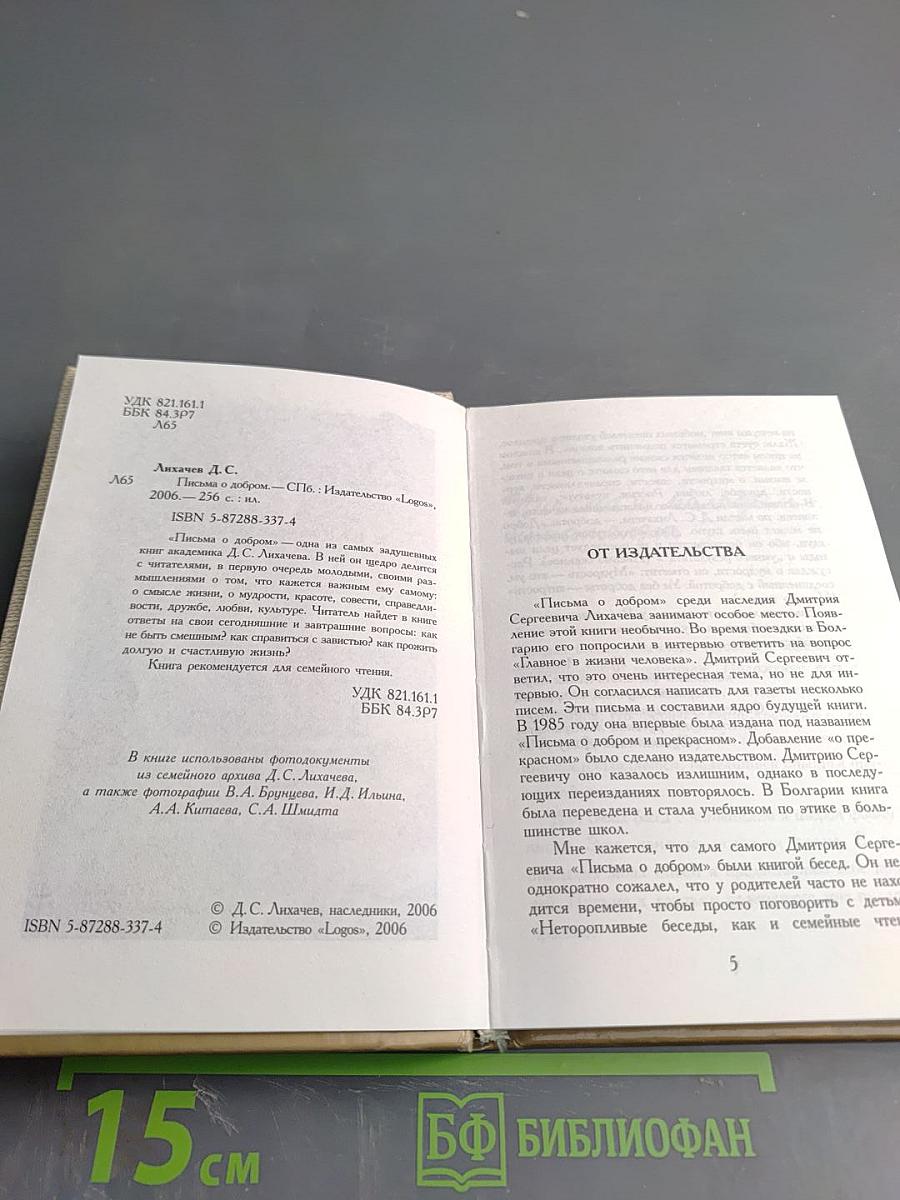 УДК 821.161.1
ББК 84.3Р7
Л65
Лихачев Д. С.
Л65 Письма о добром. — СПб. : Издательство «Logos»,
2006. — 256 с. : ил.
ISBN 5-87288-337-4
«Письма о добром» — одна из самых задушевных
книг академика Д. С. Лихачева. В ней он щедро делится
с читателями, в первую очередь молодыми, своими раз-
мышлениями о том, что кажется важным ему самому:
о смысле жизни, о мудрости, красоте, совести, справедли-
вости, дружбе, любви, культуре. Читатель найдет в книге
ответы на свои сегодняшние и завтрашние вопросы: как
не быть смешным? как справиться с завистью? как прожить
долгую и счастливую жизнь?
Книга рекомендуется для семейного чтения.
УДК 821.161.1
ББК 84.3Р7
В книге использованы фотодокументы
из семейного архива Д. С. Лихачева,
а также фотографии В. А. Брунцева, И. Д. Ильина,
А. А. Китаева, С. А. Шмидта
© Д. С. Лихачев, наследники, 2006
ISBN 5-87288-337-4 © Издательство «Logos», 2006
ОТ ИЗДАТЕЛЬСТВА
«Письма о добром» среди наследия Дмитрия
Сергеевича Лихачева занимают особое место. Появ-
ление этой книги необычно. Во время поездки в Бол-
гарию его попросили в интервью ответить на вопрос
«Главное в жизни человека». Дмитрий Сергеевич от-
ветил, что это очень интересная тема, но не для ин-
тервью. Он согласился написать для газеты несколько
писем. Эти письма и составили ядро будущей книги.
В 1985 году она впервые была издана под названием
«Письма о добром и прекрасном». Добавление «о пре-
красном» было сделано издательством. Дмитрию Сер-
геевичу оно казалось излишним, однако в последу-
ющих переизданиях повторялось. В Болгарии книга
была переведена и стала учебником по этике в боль-
шинстве школ.
Мне кажется, что для самого Дмитрия Серге-
евича «Письма о добром» были книгой бесед. Он не-
однократно сожалел, что у родителей часто не нахо-
дится времени, чтобы просто поговорить с детьм
«Неторопливые беседы, как и семейные чте
5
15 см
БФ БИБЛИОФАН